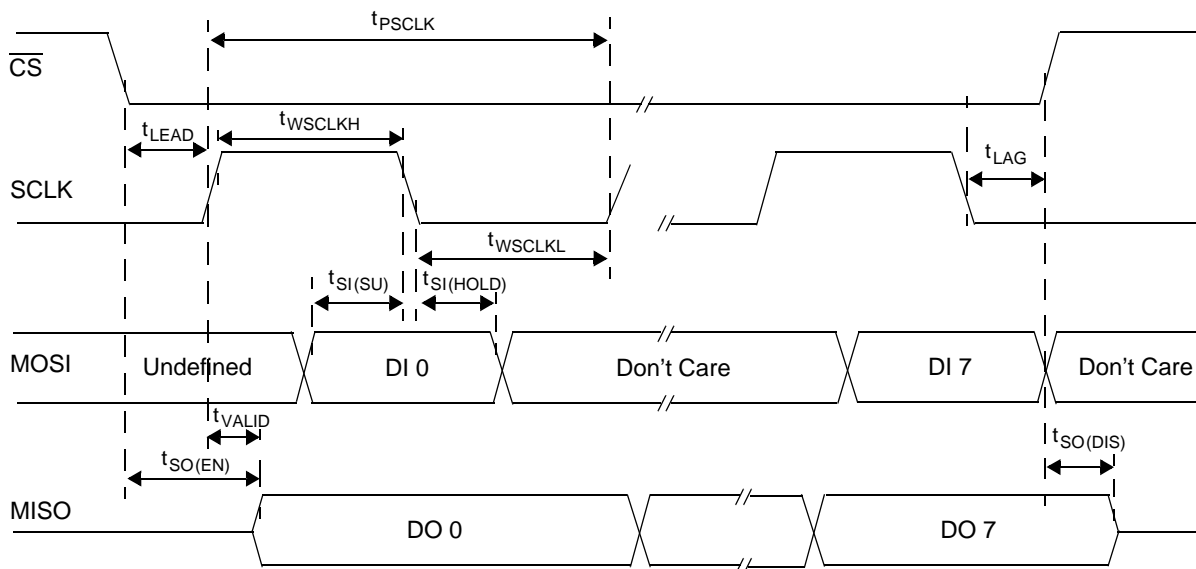 tPSCLK
CS
tLEAD
tWSCLKH
tLAG
SCLK
tWSCLKL
tSI(SU)
tSI(HOLD)
MOSI
Undefined
DI 0
Don't Care
DI 7
Don't Care
tVALID
tSO(EN)
tSO(DIS)
MISO
DO 0
DO 7